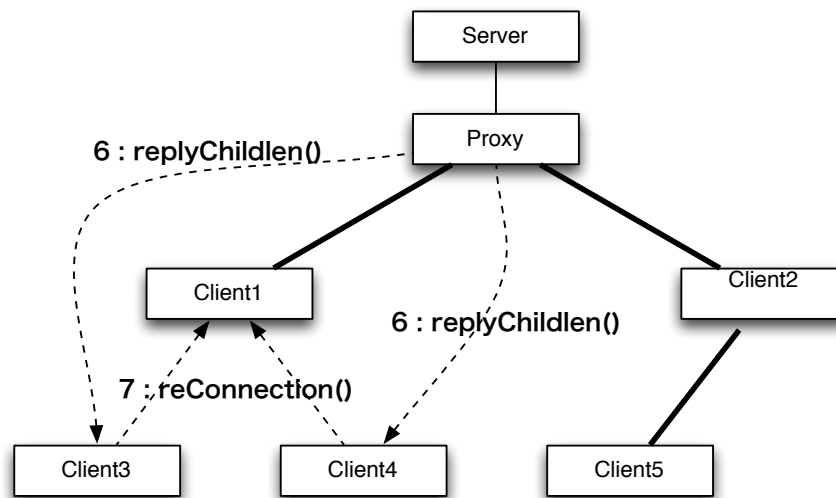 Server
Proxy
6 : replyChildlen()
Client1
Client2
6 : replyChildlen()
7 : reConnection()
Client3
Client4
Client5